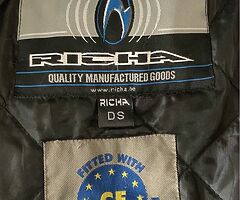 RICHA
QUALITY MANUFACTURED GOODS
www.richa.be
RICHA
DS
FITTED WITH
CE